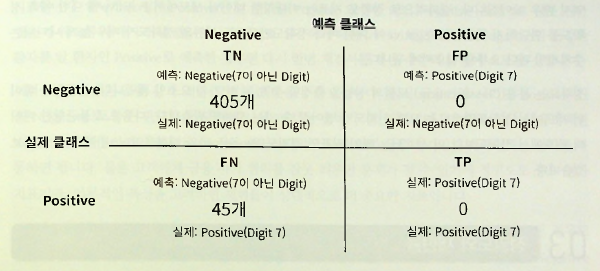 예측 클래스
Negative Positive
TN FP
예측: Negative(7이 아닌 Digit) 예측: Positive(Digit 7)
Negative 405개 0
실제: Negative(7이 아닌 Digit) 실제: Negative(7이 아닌 Digit)
실제 클래스
FN TP
예측: Negative(7이 아닌 Digit) 실제: Positive(Digit 7)
Positive 45개 0
실제: Positive(Digit 7) 실제: Positive(Digit 7)